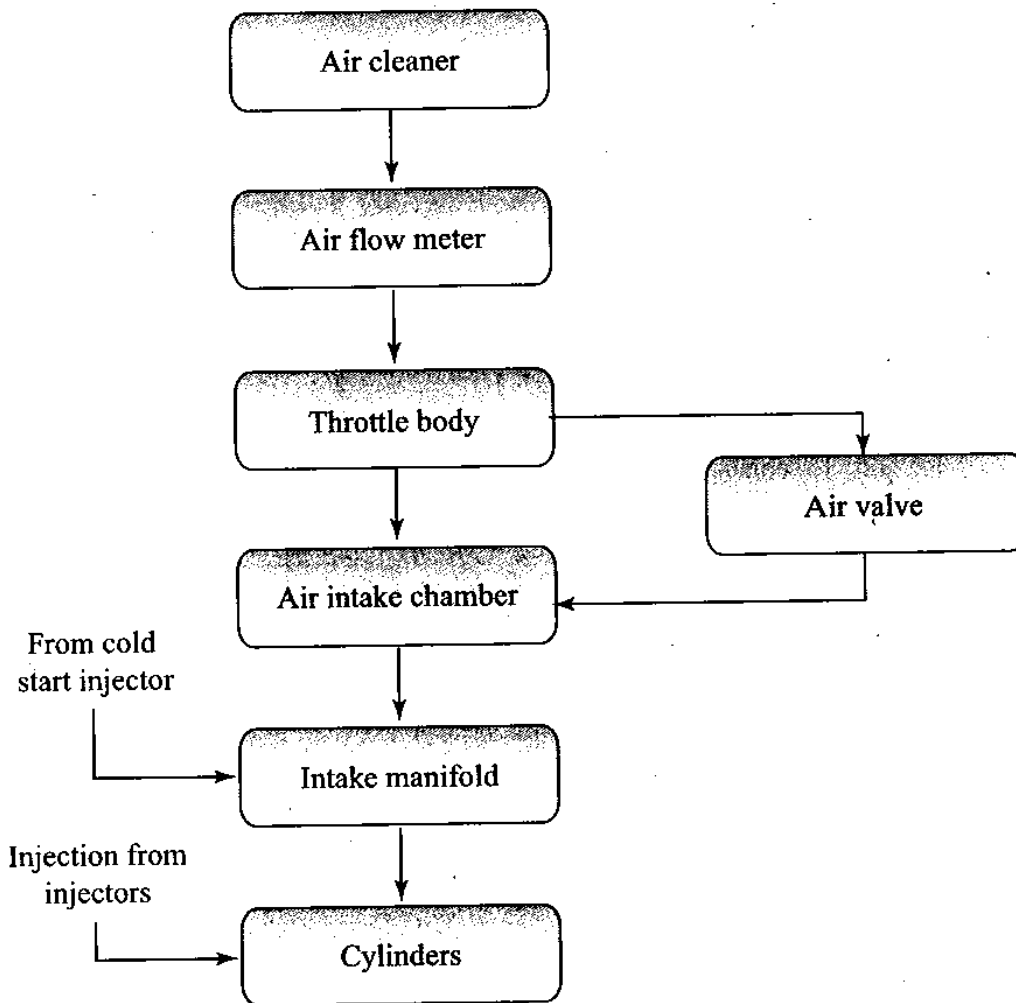 Air cleaner
Air flow meter
Throttle body
Air valve
Air intake chamber
From cold
start injector
Intake manifold
Injection from
injectors
Cylinders